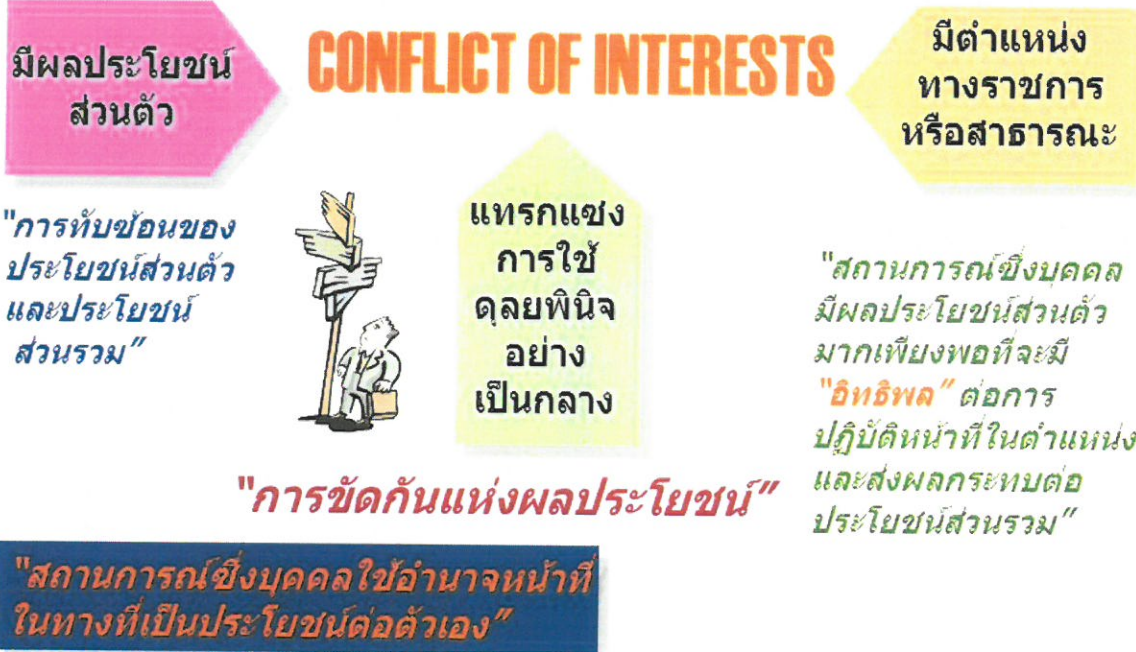 มีผลประโยชน์
ส่วนตัว
CONFLICT OF INTERESTS
มีตำแหน่ง
ทางราชการ
หรือสาธารณะ
"การทับซ้อนของ
ประโยชน์ส่วนตัว
และประโยชน์
ส่วนรวม"
แทรกแซง
การใช้
ดุลยพินิจ
อย่าง
เป็นกลาง
"สถานการณ์ซึ่งบุคคล
มีผลประโยชน์ส่วนตัว
มากเพียงพอที่จะมี
"อิทธิพล" ต่อการ
ปฏิบัติหน้าที่ในตำแหน่ง
และส่งผลกระทบต่อ
ประโยชน์ส่วนรวม"
"การขัดกันแห่งผลประโยชน์"
"สถานการณ์ซึ่งบุคคลใช้อำนาจหน้าที่
ในทางที่เป็นประโยชน์ต่อตัวเอง"